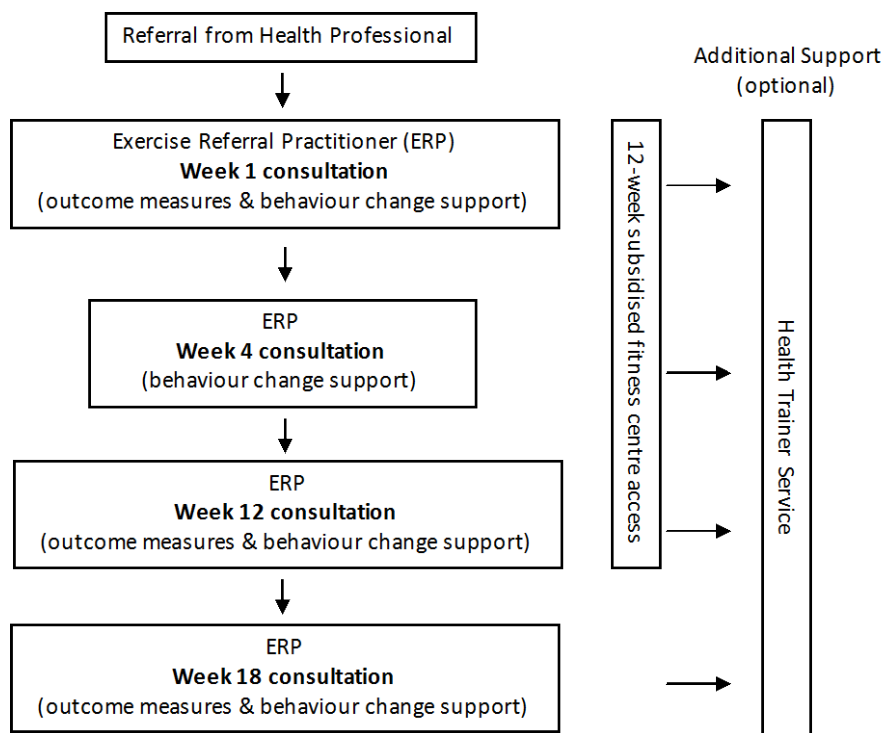 Referral from Health Professional
Additional Support
(optional)
Exercise Referral Practitioner (ERP)
Week 1 consultation
(outcome measures & behaviour change support)
ERP
Week 4 consultation
(behaviour change support)
ERP
Week 12 consultation
(outcome measures & behaviour change support)
ERP
Week 18 consultation
(outcome measures & behaviour change support)
12-week subsidised fitness centre access
Health Trainer Service